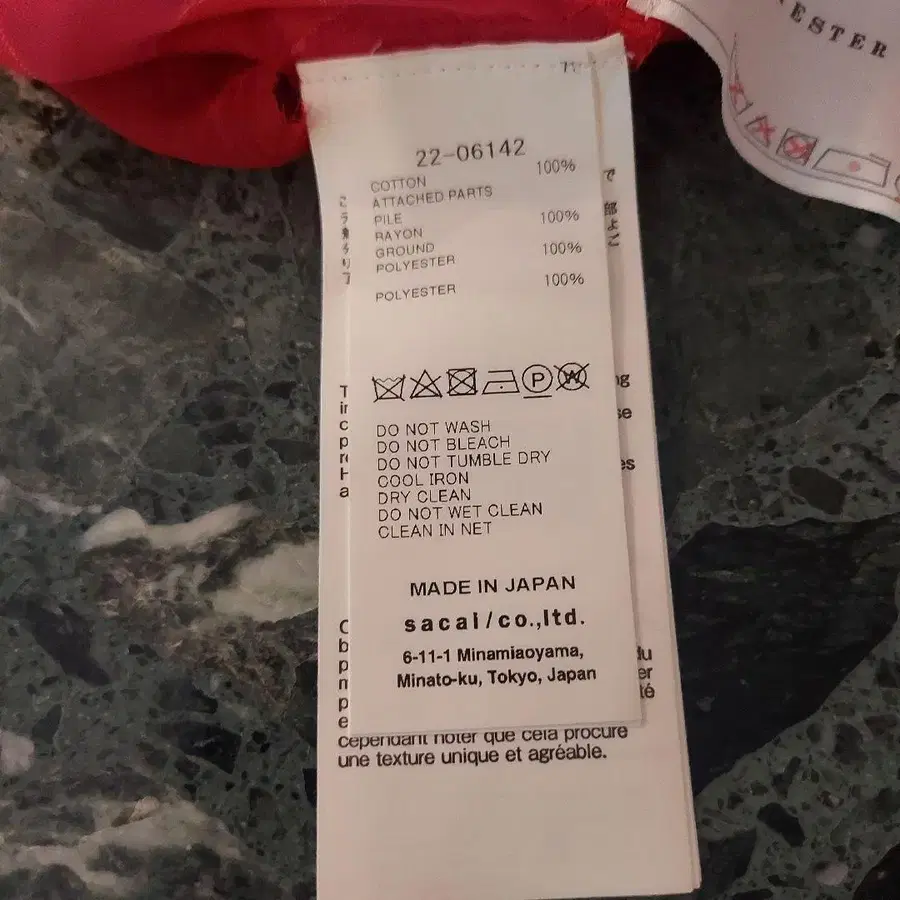 ESTER
22-06142
COTTON 100%
ATTACHED PARTS
PILE
RAYON 100%
GROUND
POLYESTER 100%
POLYESTER 100%
P
W
DO NOT WASH
DO NOT BLEACH
DO NOT TUMBLE DRY
COOL IRON
DRY CLEAN
DO NOT WET CLEAN
CLEAN IN NET
MADE IN JAPAN
sacai/co.,ltd.
6-11-1 Minamiaoyama,
Minato-ku, Tokyo, Japan
cependant noter que cela procure
une texture unique et agréable.